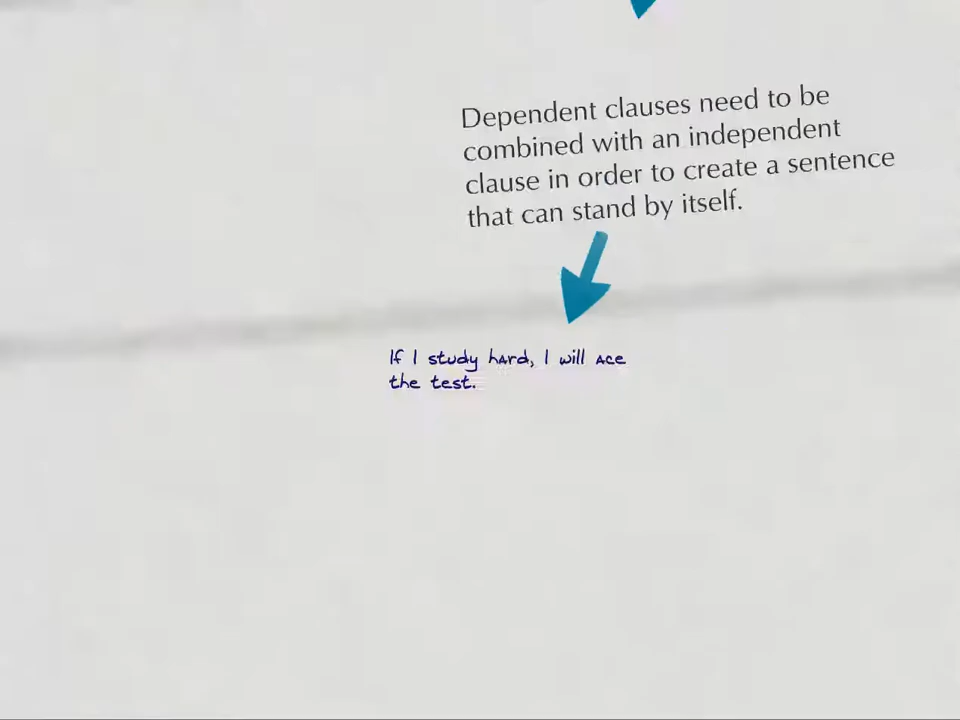 Dependent clauses need to be
combined with an independent
clause in order to create a sentence
that can stand by itself.
If I study hard, I will ace
the test.